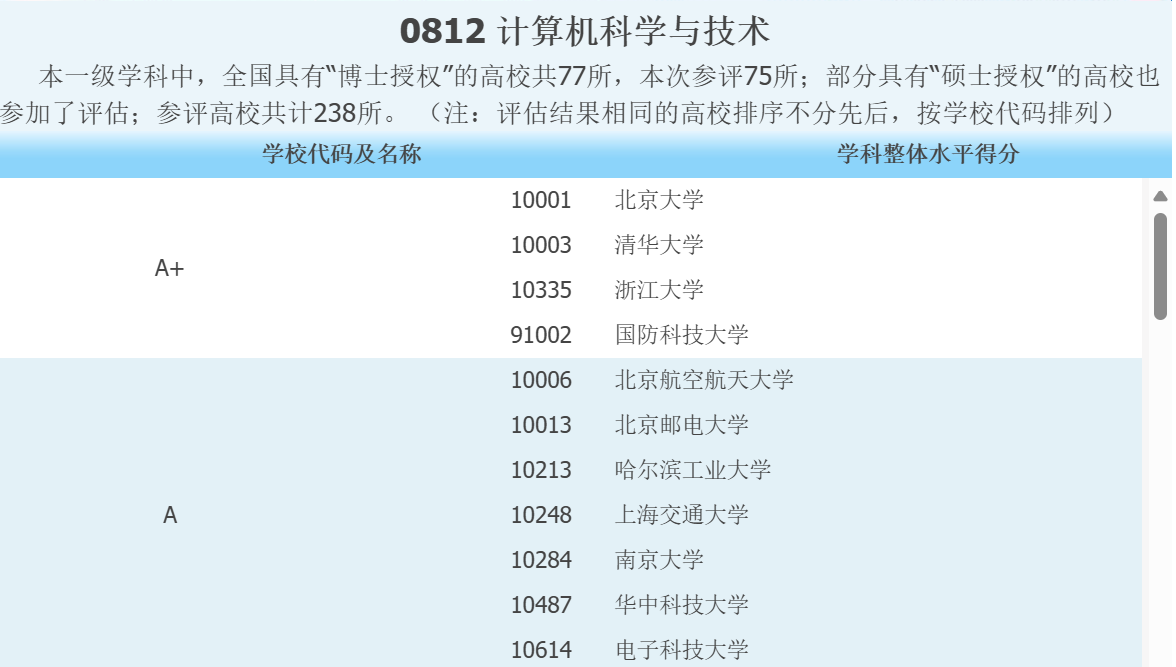 0812 计算机科学与技术
本一级学科中，全国具有“博士授权”的高校共77所，本次参评75所；部分具有“硕士授权”的高校也
参加了评估；参评高校共计238所。（注：评估结果相同的高校排序不分先后，按学校代码排列）
学校代码及名称 学科整体水平得分
10001 北京大学
10003 清华大学
A+
10335 浙江大学
91002 国防科技大学
10006 北京航空航天大学
10013 北京邮电大学
10213 哈尔滨工业大学
A 10248 上海交通大学
10284 南京大学
10487 华中科技大学
10614 电子科技大学